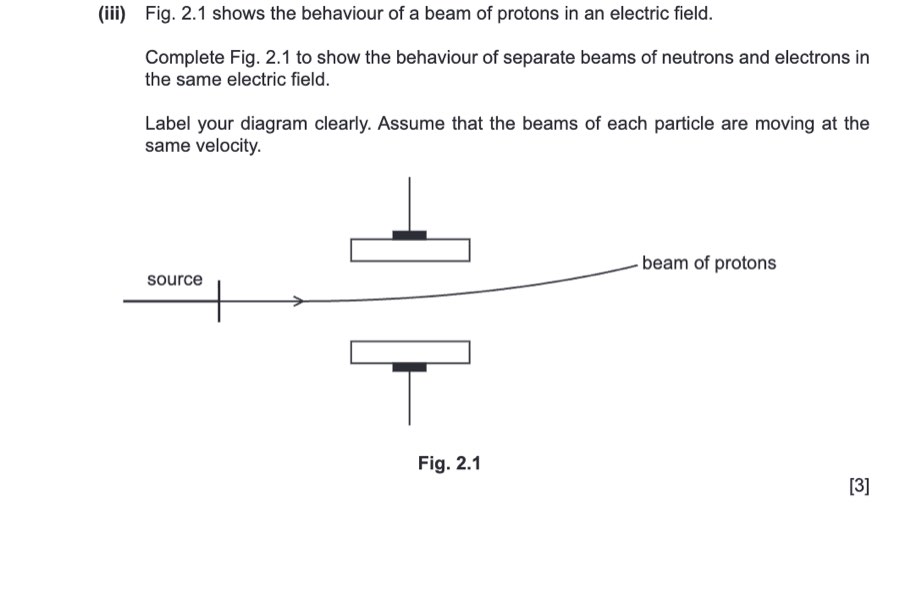 (iii) Fig. 2.1 shows the behaviour of a beam of protons in an electric field.
Complete Fig. 2.1 to show the behaviour of separate beams of neutrons and electrons in
the same electric field.
Label your diagram clearly. Assume that the beams of each particle are moving at the
same velocity.
beam of protons
source
Fig. 2.1
[3]